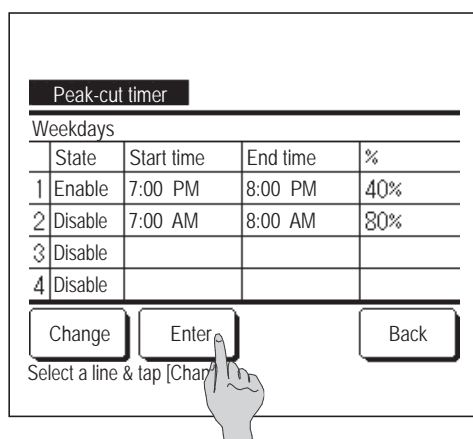 Peak-cut timer
Weekdays
State Start time End time %
1 Enable 7:00 PM 8:00 PM 40%
2 Disable 7:00 AM 8:00 AM 80%
3 Disable
4 Disable
Change Enter Back
Select a line & tap